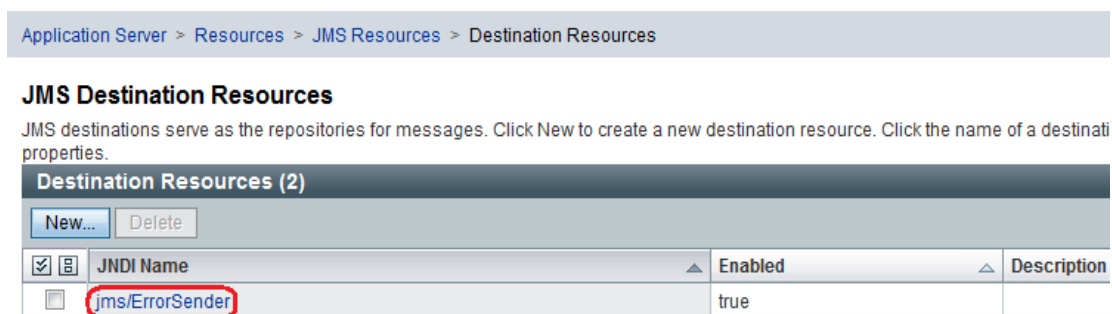 Application Server > Resources > JMS Resources > Destination Resources
JMS Destination Resources
JMS destinations serve as the repositories for messages. Click New to create a new destination resource. Click the name of a destinati
properties.
Destination Resources (2)
New... Delete
JNDI Name Enabled Description
jms/ErrorSender true